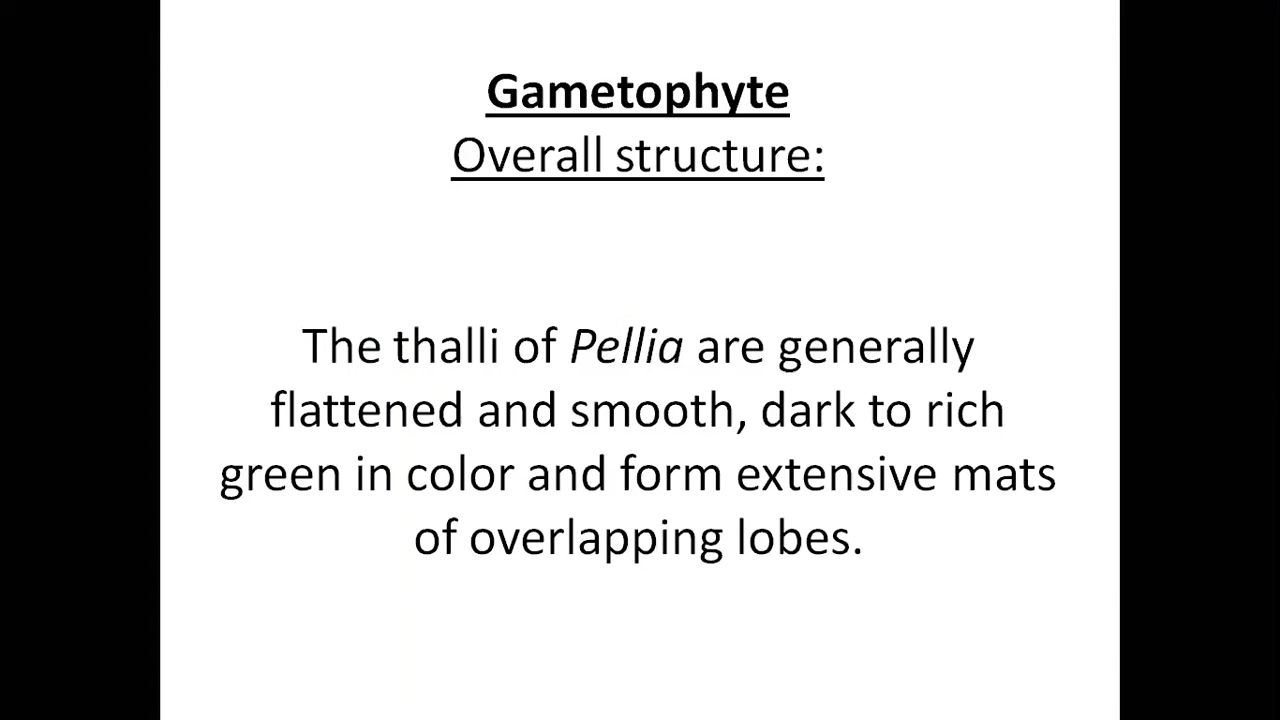 Gametophyte
Overall structure:
The thalli of Pellia are generally
flattened and smooth, dark to rich
green in color and form extensive mats
of overlapping lobes.